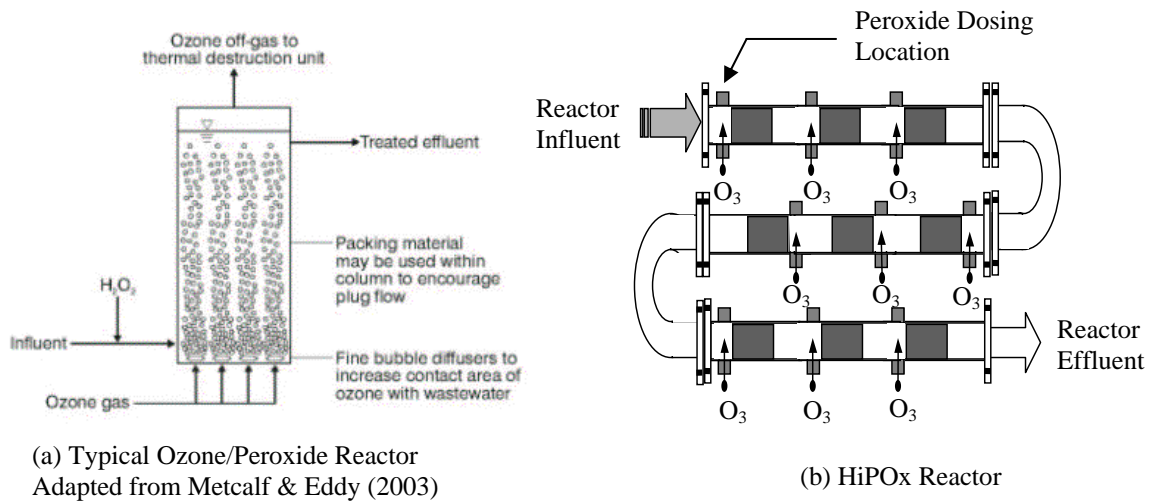 Ozone off-gas to
thermal destruction unit
Treated effluent
Packing material
may be used within
column to encourage
plug flow
H₂O₂
Influent
Fine bubble diffusers to
increase contact area of
ozone with wastewater
Ozone gas
(a) Typical Ozone/Peroxide Reactor
Adapted from Metcalf & Eddy (2003)
Peroxide Dosing
Location
Reactor
Influent
O₃ O₃ O₃
O₃ O₃ O₃
Reactor
Effluent
O₃ O₃ O₃
(b) HiPOx Reactor